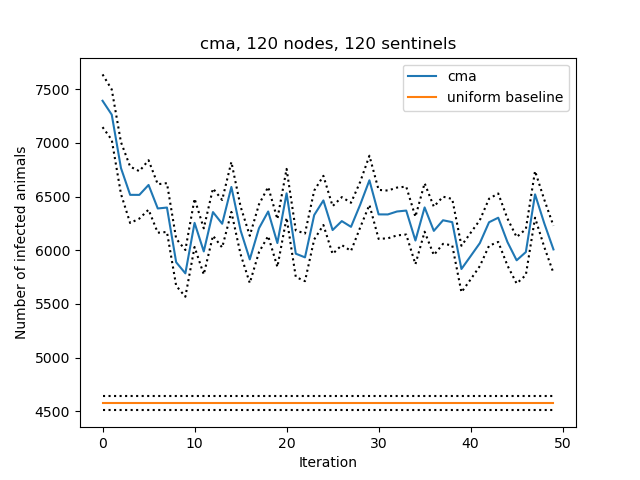 cma, 120 nodes, 120 sentinels
cma
uniform baseline
7500
7000
6500
6000
5500
5000
4500
Number of infected animals
0 10 20 30 40 50
Iteration